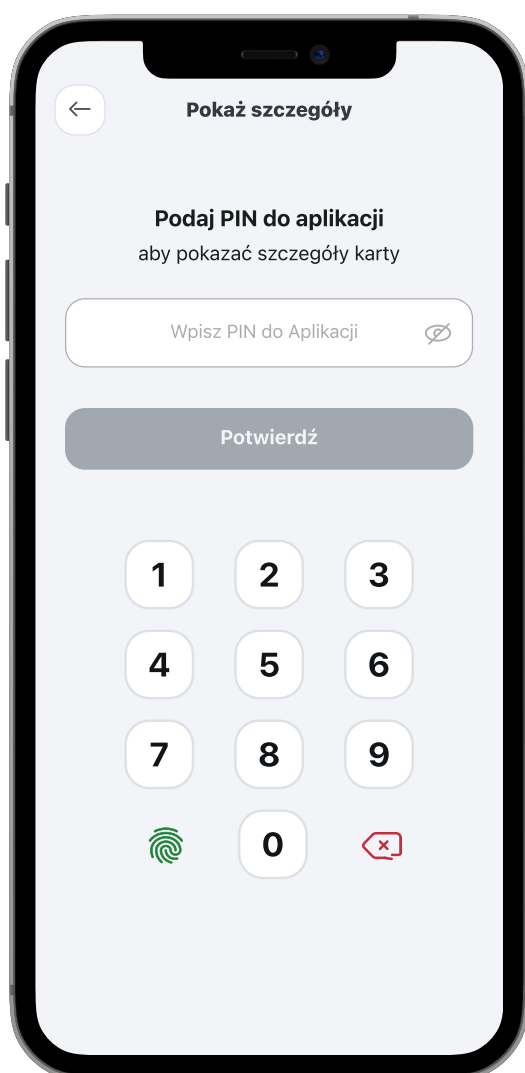 Pokaż szczegóły
Podaj PIN do aplikacji
aby pokazać szczegóły karty
Wpisz PIN do Aplikacji
Potwierdź
1 2 3
4 5 6
7 8 9
0